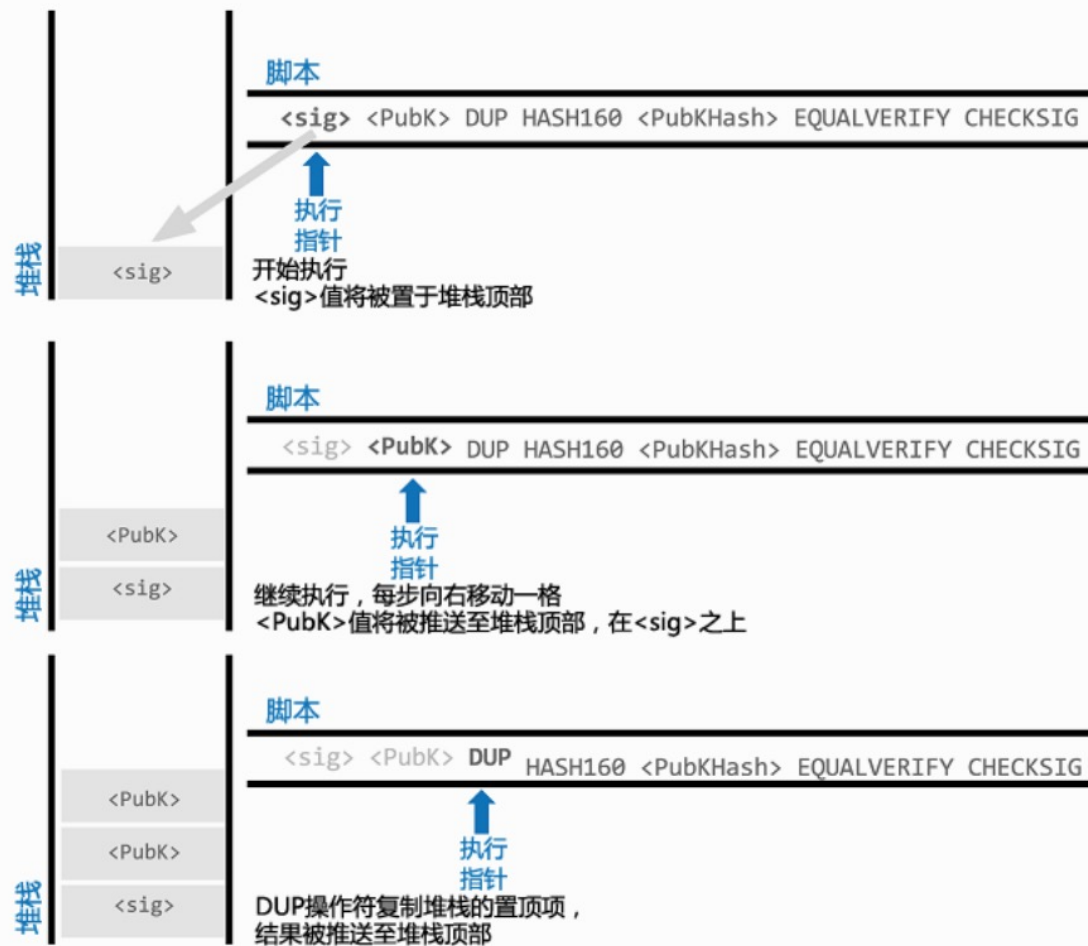 脚本
<sig> <PubK> DUP HASH160 <PubKHash> EQUALVERIFY CHECKSIG
执行
指针
堆栈
<sig>
开始执行
<sig>值将被置于堆栈顶部
脚本
<sig> <PubK> DUP HASH160 <PubKHash> EQUALVERIFY CHECKSIG
执行
指针
堆栈
<PubK>
<sig>
继续执行，每步向右移动一格
<PubK>值将被推送至堆栈顶部，在<sig>之上
脚本
<sig> <PubK> DUP HASH160 <PubKHash> EQUALVERIFY CHECKSIG
执行
指针
堆栈
<PubK>
<PubK>
<sig>
DUP操作符复制堆栈的置顶项，
结果被推送至堆栈顶部